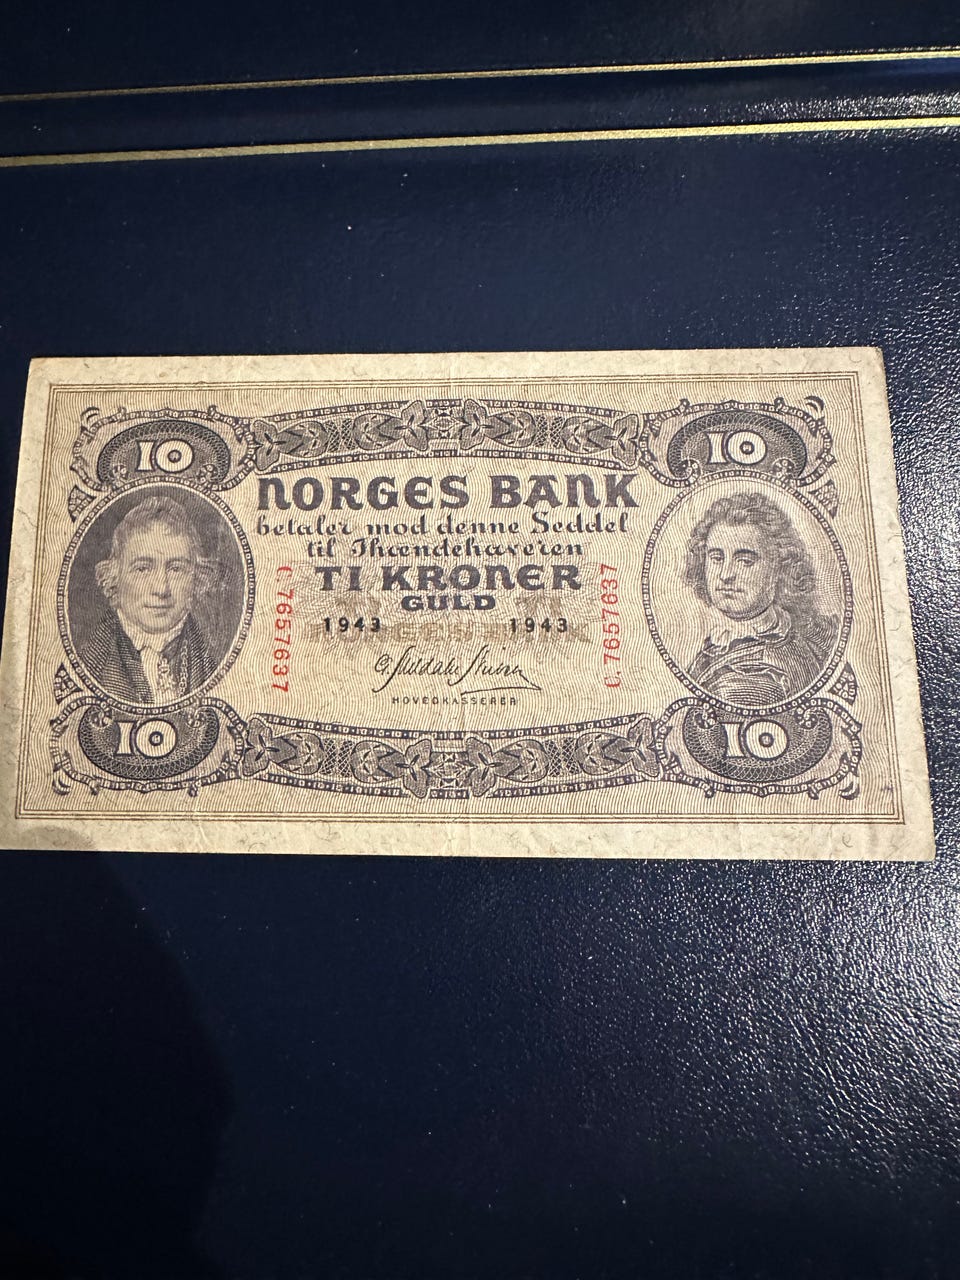 10 10
NORGES BANK
betaler mod denne Seddel
til Ihændehaveren
TI KRONER
GULD
1943 1943
C.7657637
C.7657637
HOVEDKASSERER
10 10